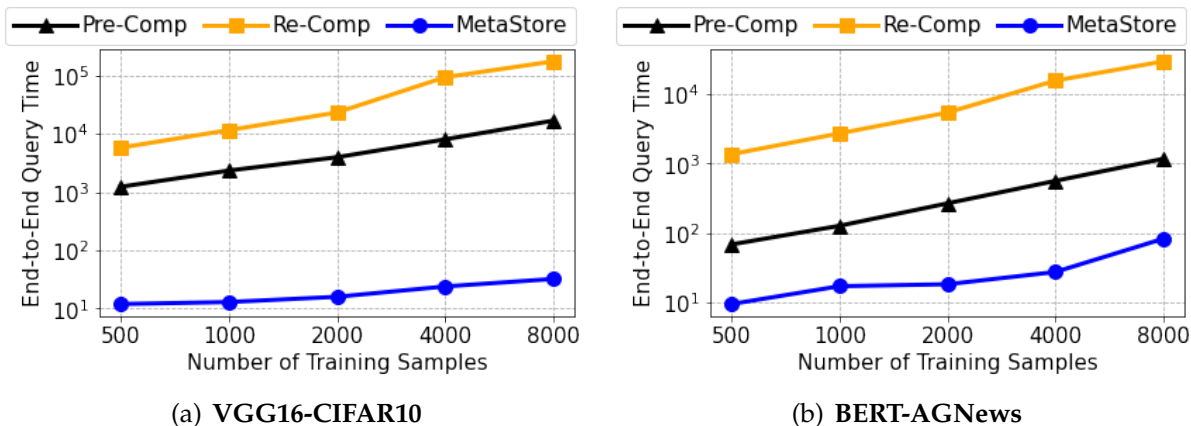 Pre-Comp Re-Comp MetaStore
End-to-End Query Time
10^5
10^4
10^3
10^2
10^1
500 1000 2000 4000 8000
Number of Training Samples
(a) VGG16-CIFAR10
Pre-Comp Re-Comp MetaStore
End-to-End Query Time
10^4
10^3
10^2
10^1
500 1000 2000 4000 8000
Number of Training Samples
(b) BERT-AGNews